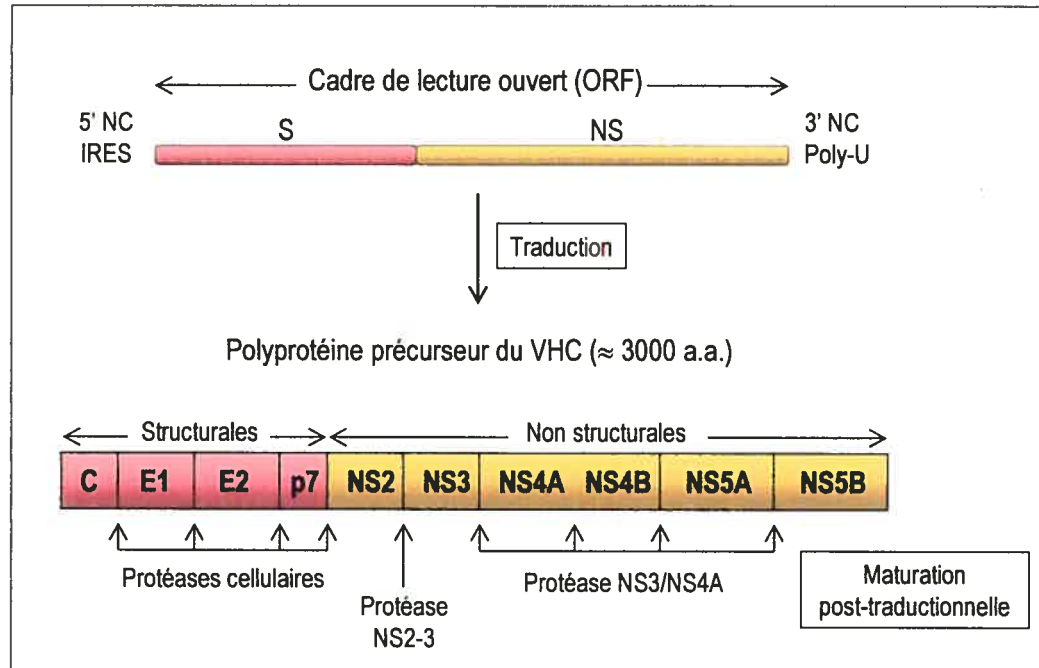 Cadre de lecture ouvert (ORF)
5' NC
IRES
S
NS
3' NC
Poly-U
Traduction
Polyprotéine précurseur du VHC (≈ 3000 a.a.)
Structurales
Non structurales
C E1 E2 p7 NS2 NS3 NS4A NS4B NS5A NS5B
Protéases cellulaires
Protéase
NS2-3
Protéase NS3/NS4A
Maturation
post-traductionnelle